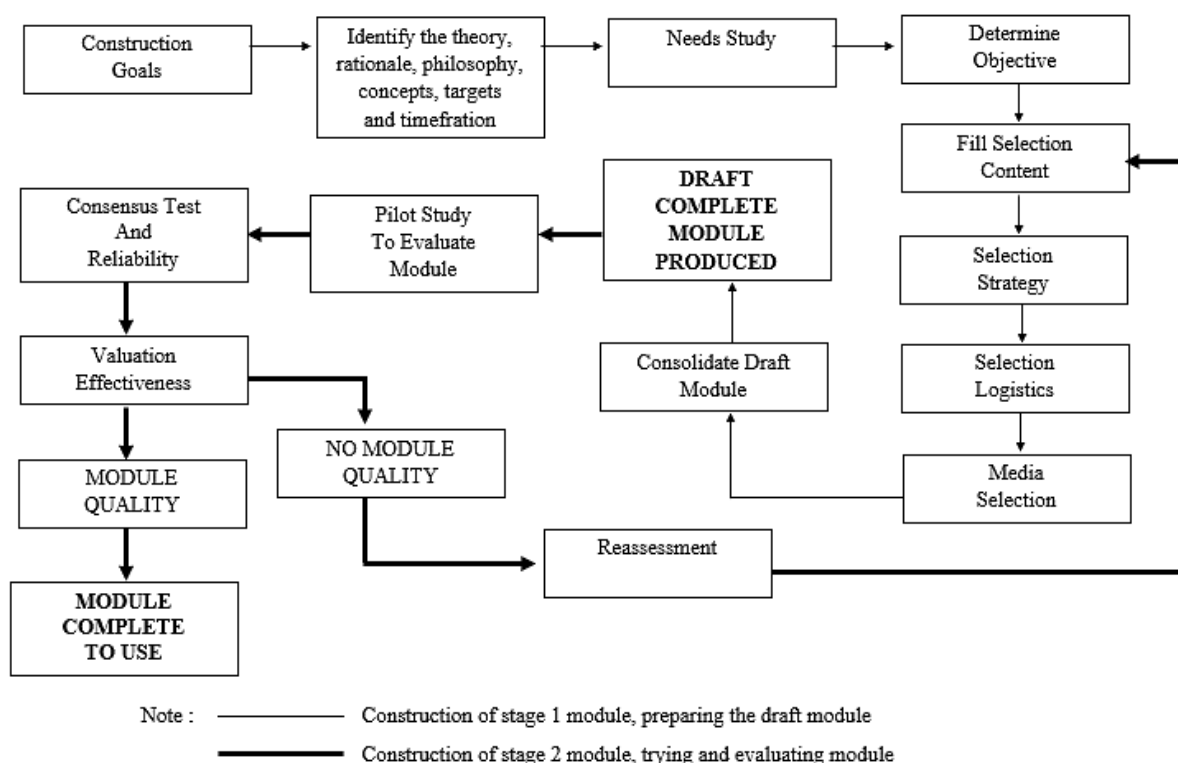 Construction
Goals
Identify the theory,
rationale, philosophy,
concepts, targets
and timefration
Needs Study
Determine
Objective
Fill Selection
Content
Selection
Strategy
Selection
Logistics
Media
Selection
Consolidate Draft
Module
DRAFT
COMPLETE
MODULE
PRODUCED
Pilot Study
To Evaluate
Module
Consensus Test
And
Reliability
Valuation
Effectiveness
MODULE
QUALITY
MODULE
COMPLETE
TO USE
NO MODULE
QUALITY
Reassessment
Note : Construction of stage 1 module, preparing the draft module
Construction of stage 2 module, trying and evaluating module